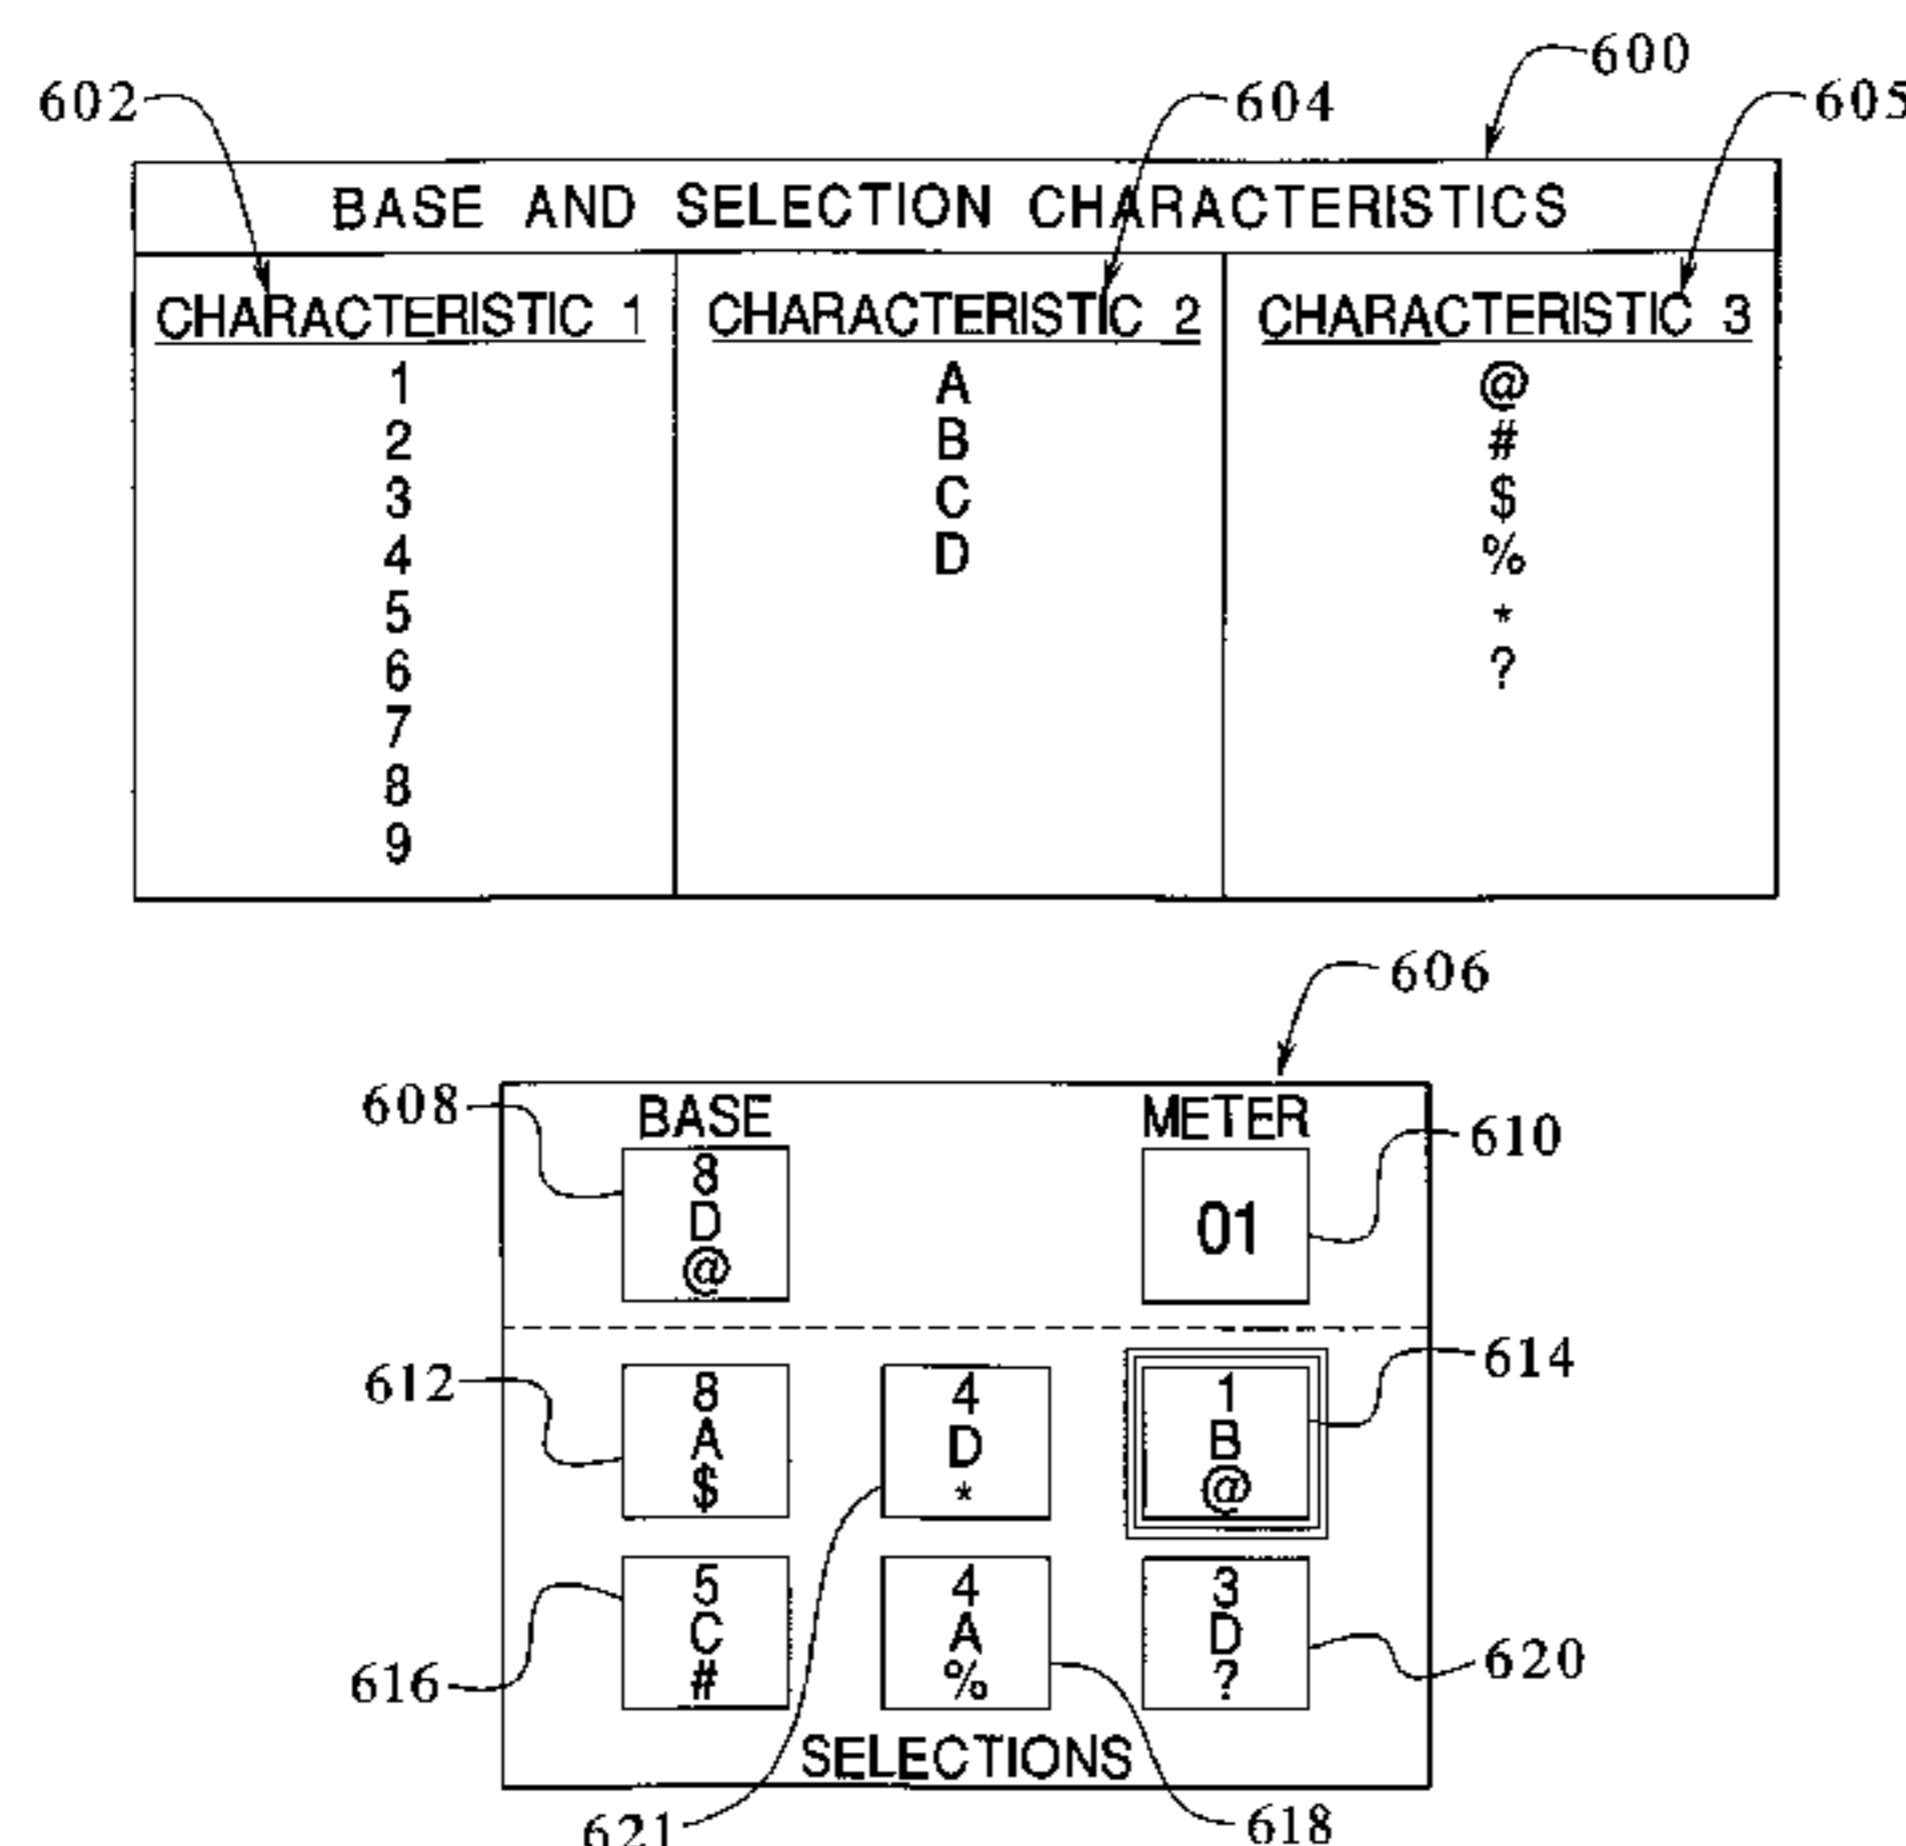 600
602
604
605
BASE AND SELECTION CHARACTERISTICS
CHARACTERISTIC 1 CHARACTERISTIC 2 CHARACTERISTIC 3
1 A @
2 B #
3 C $
4 D %
5 *
6 ?
7
8
9
606
608
BASE
METER
610
8
D
@
01
612
8
A
$
4
D
*
1
B
@
614
616
5
C
#
4
A
%
3
D
?
620
SELECTIONS
621
618